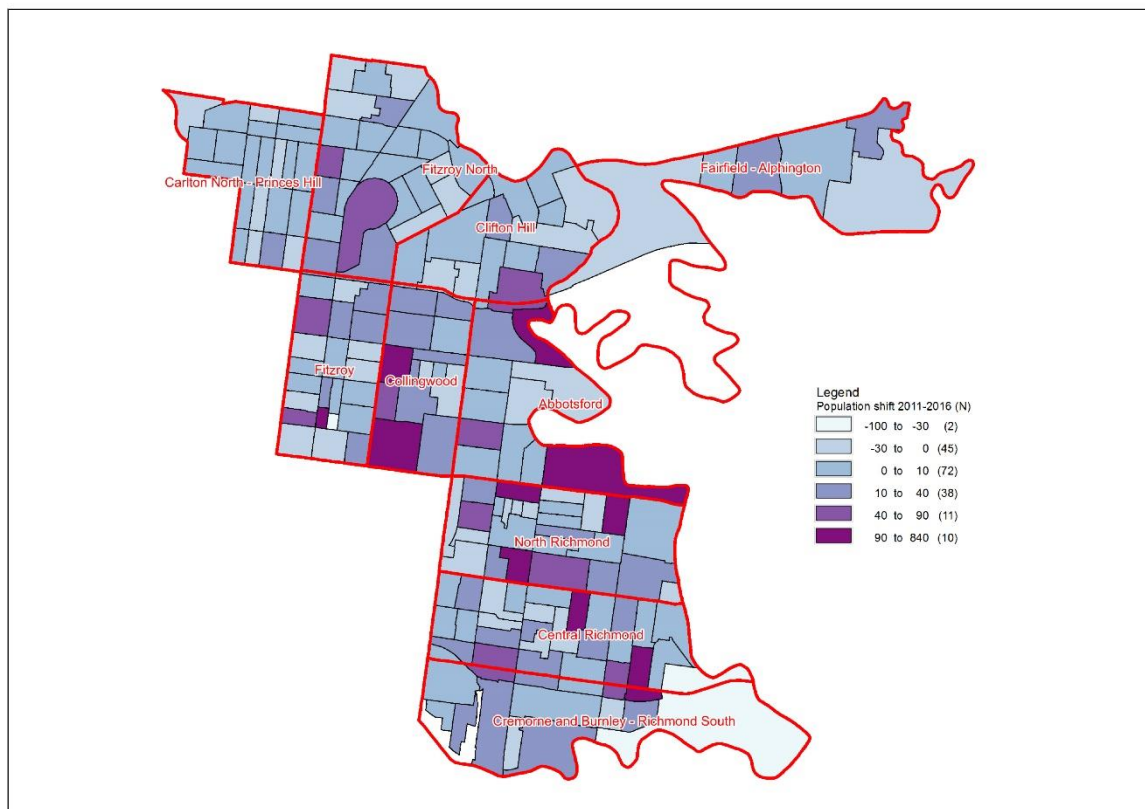 Fitzroy North
Fairfield - Alphington
Carlton North - Princes Hill
Clifton Hill
Fitzroy
Collingwood
Abbotsford
Legend
Population shift 2011-2016 (N)
-100 to -30 (2)
-30 to 0 (45)
0 to 10 (72)
10 to 40 (38)
40 to 90 (11)
90 to 840 (10)
North Richmond
Central Richmond
Cremorne and Burnley - Richmond South